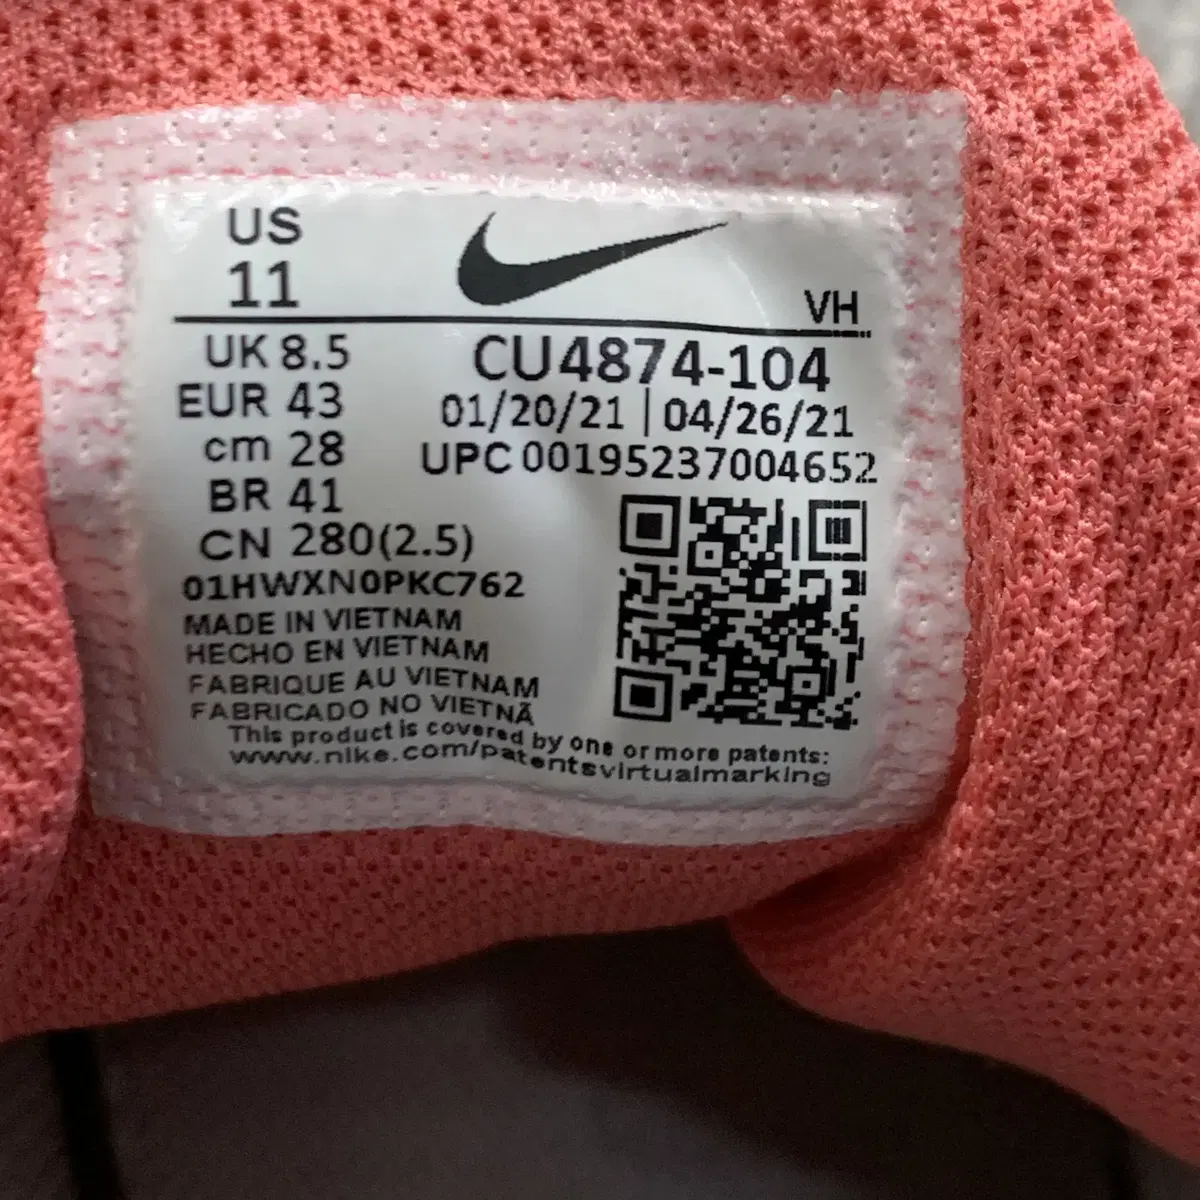 US
11
VH
UK 8.5
EUR 43
cm 28
BR 41
CN 280(2.5)
CU4874-104
01/20/21 | 04/26/21
UPC 00195237004652
01HWXN0PKC762
MADE IN VIETNAM
HECHO EN VIETNAM
FABRIQUE AU VIETNAM
FABRICADO NO VIETNÃ
This product is covered by one or more patents:
www.nike.com/patentsvirtualmarking